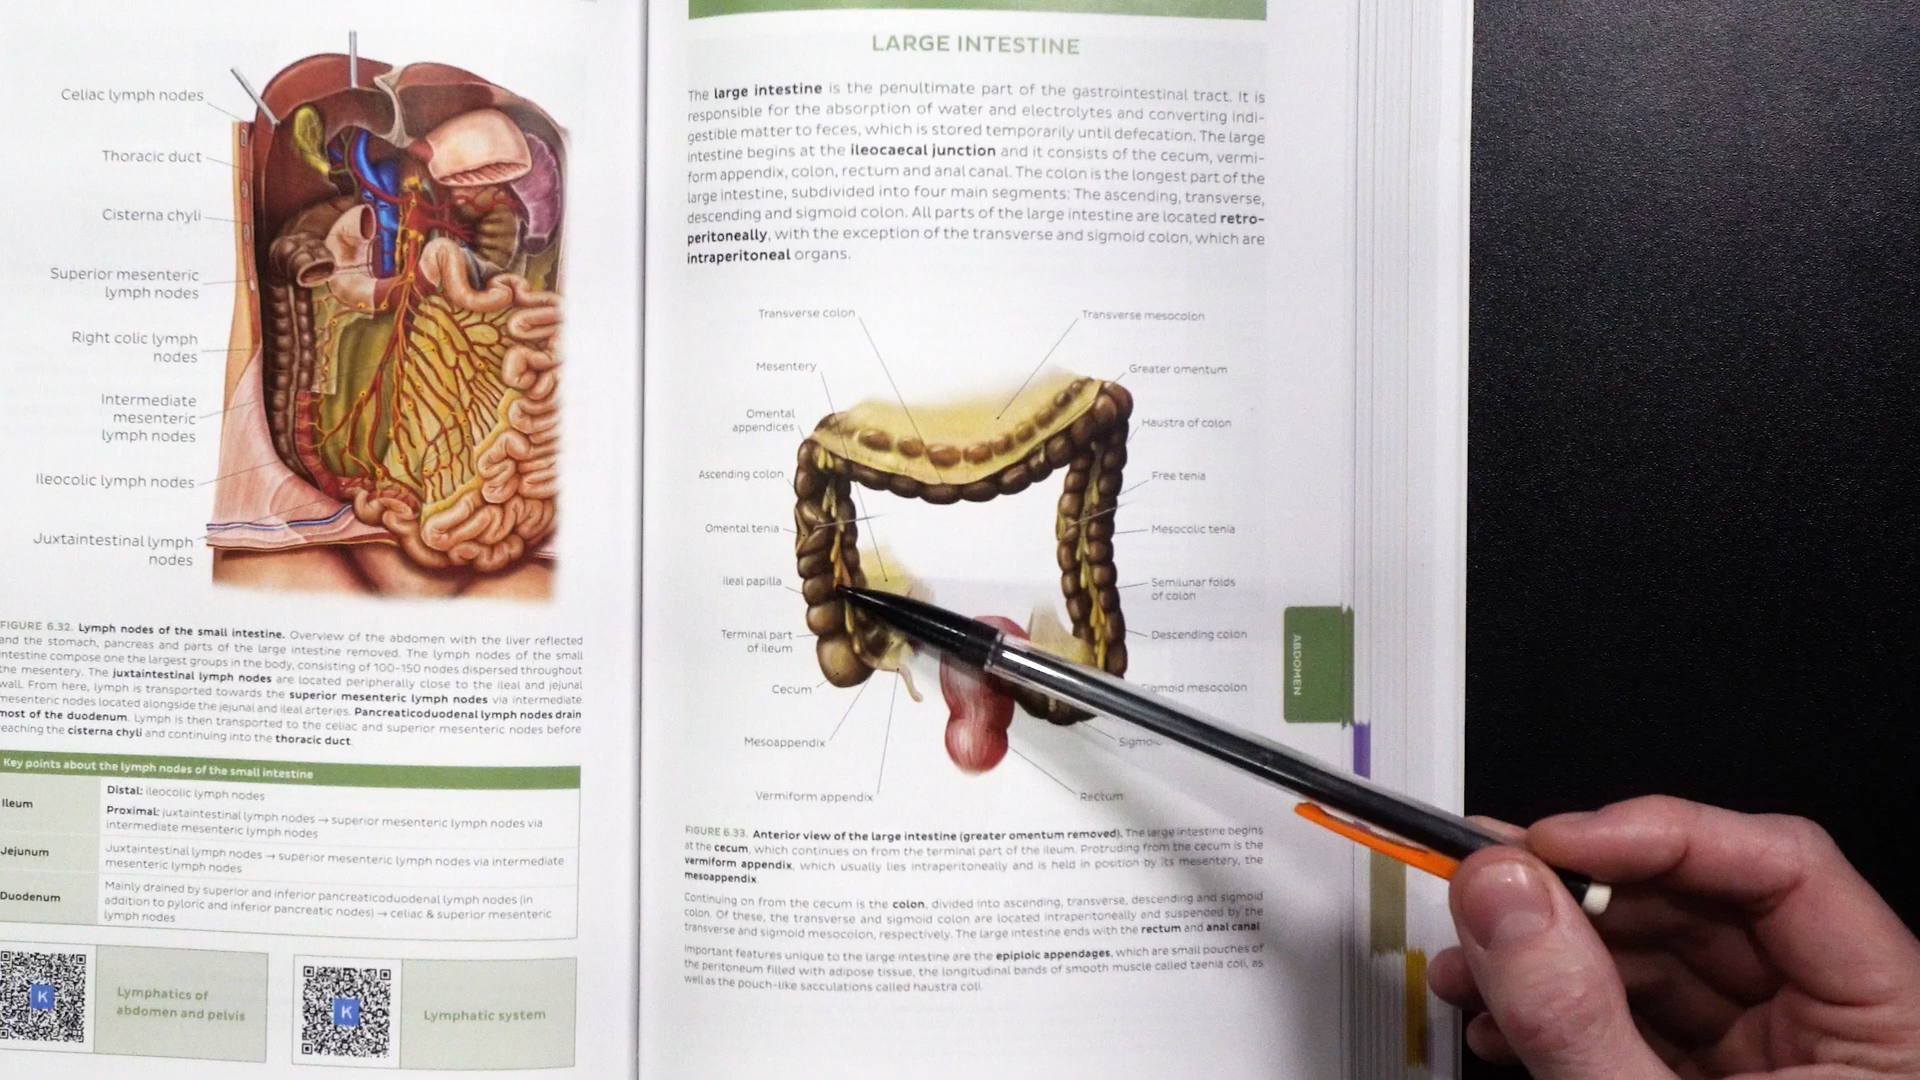 Celiac lymph nodes
Thoracic duct
Cisterna chyli
Superior mesenteric
lymph nodes
Right colic lymph
nodes
Intermediate
mesenteric
lymph nodes
Ileocolic lymph nodes
Juxtaintestinal lymph
nodes
FIGURE 6.32. Lymph nodes of the small intestine. Overview of the abdomen with the liver reflected
and the stomach, pancreas and parts of the large intestine removed. The lymph nodes of the small
intestine compose one the largest groups in the body, consisting of 100-150 nodes dispersed throughout
the mesentery. The juxtaintestinal lymph nodes are located peripherally close to the ileal and jejunal
wall. From here, lymph is transported towards the superior mesenteric lymph nodes via intermediate
mesenteric nodes located alongside the jejunal and ileal arteries. Pancreaticoduodenal lymph nodes drain
most of the duodenum. Lymph is then transported to the celiac and superior mesenteric nodes before
reaching the cisterna chyli and continuing into the thoracic duct.
Key points about the lymph nodes of the small intestine
Ileum
Distal: ileocolic lymph nodes
Proximal: juxtaintestinal lymph nodes → superior mesenteric lymph nodes via
intermediate mesenteric lymph nodes
Jejunum
Juxtaintestinal lymph nodes → superior mesenteric lymph nodes via intermediate
mesenteric lymph nodes
Duodenum
Mainly drained by superior and inferior pancreaticoduodenal lymph nodes (in
addition to pyloric and inferior pancreatic nodes) → celiac & superior mesenteric
lymph nodes
K
Lymphatics of
abdomen and pelvis
K
Lymphatic system
LARGE INTESTINE
The large intestine is the penultimate part of the gastrointestinal tract. It is
responsible for the absorption of water and electrolytes and converting indi-
gestible matter to feces, which is stored temporarily until defecation. The large
intestine begins at the ileocaecal junction and it consists of the cecum, vermi-
form appendix, colon, rectum and anal canal. The colon is the longest part of the
large intestine, subdivided into four main segments: The ascending, transverse,
descending and sigmoid colon. All parts of the large intestine are located retro-
peritoneally, with the exception of the transverse and sigmoid colon, which are
intraperitoneal organs.
Transverse colon
Mesentery
Omental
appendices
Ascending colon
Omental tenia
Ileal papilla
Terminal part
of ileum
Cecum
Mesoappendix
Vermiform appendix
Transverse mesocolon
Greater omentum
Haustra of colon
Free tenia
Mesocolic tenia
Semilunar folds
of colon
Descending colon
mesocolon
Rectum
FIGURE 6.33. Anterior view of the large intestine (greater omentum removed). The large intestine begins
at the cecum, which continues on from the terminal part of the ileum. Protruding from the cecum is the
vermiform appendix, which usually lies intraperitoneally and is held in position by its mesentery, the
mesoappendix.
Continuing on from the cecum is the colon, divided into ascending, transverse, descending and sigmoid
colon. Of these, the transverse and sigmoid colon are located intraperitoneally and suspended by the
transverse and sigmoid mesocolon, respectively. The large intestine ends with the rectum and anal canal
Important features unique to the large intestine are the epiploic appendages, which are small pouches of
the peritoneum filled with adipose tissue, the longitudinal bands of smooth muscle called taenia coli, as
well as the pouch-like sacculations called haustra coli.
ABDOMEN